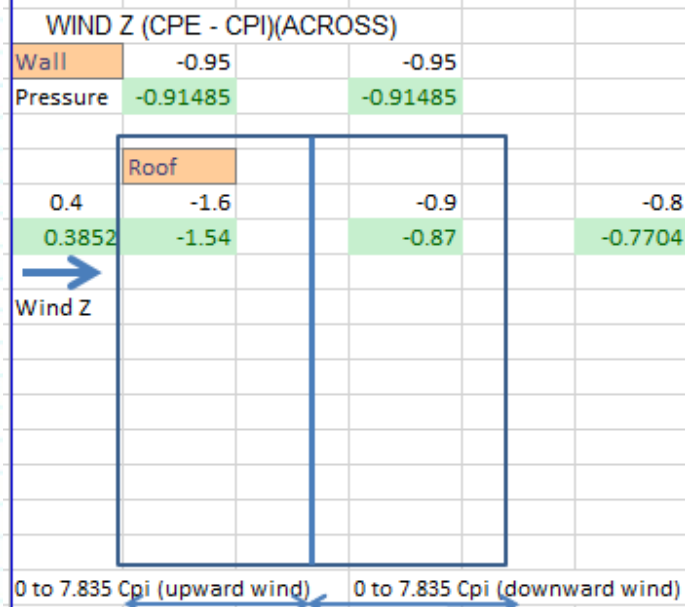 WIND Z (CPE - CPI)(ACROSS)
Wall -0.95 -0.95
Pressure -0.91485 -0.91485
Roof
0.4 -1.6 -0.9 -0.8
0.3852 -1.54 -0.87 -0.7704
Wind Z
0 to 7.835 Cpi (upward wind) 0 to 7.835 Cpi (downward wind)